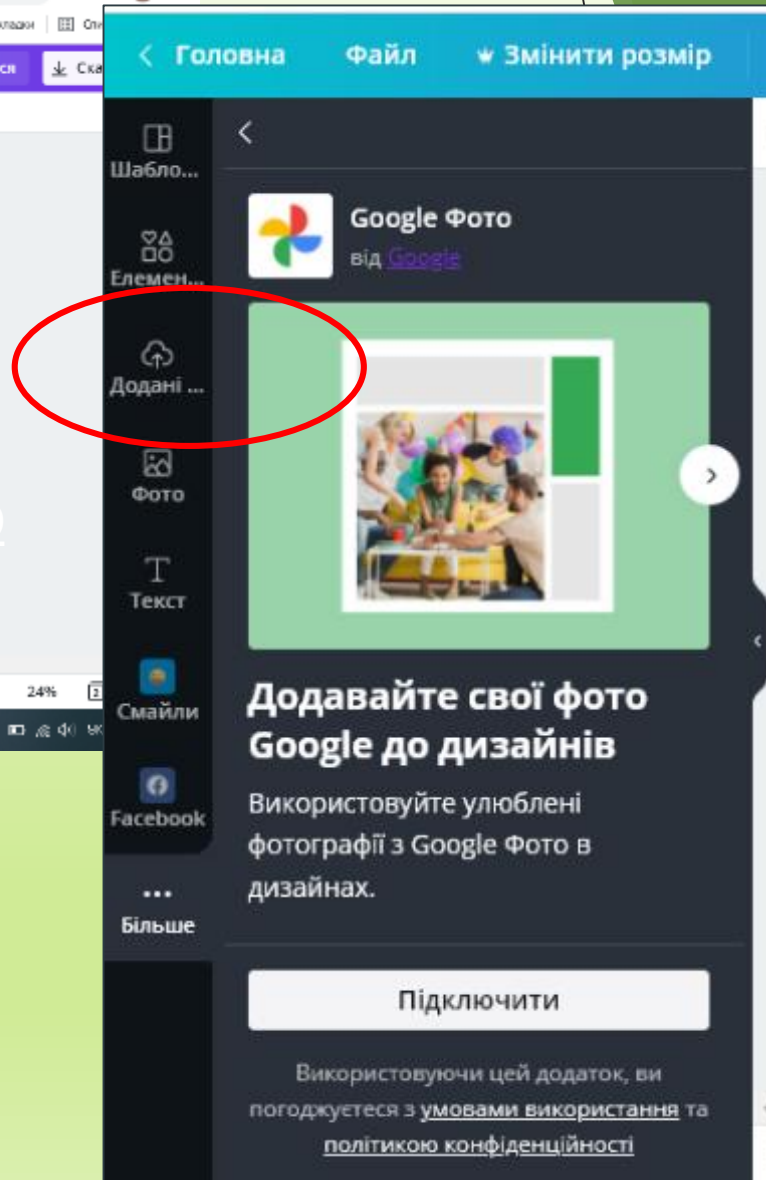 Головна Файл Змінити розмір
Шабло...
Google Фото
від Google
Елемен...
Додані ...
Фото
Текст
24%
Смайли
Додавайте свої фото
Google до дизайнів
Facebook
Використовуйте улюблені
фотографії з Google Фото в
дизайнах.
...
Більше
Підключити
Використовуючи цей додаток, ви
погоджуєтеся з умовами використання та
політикою конфіденційності